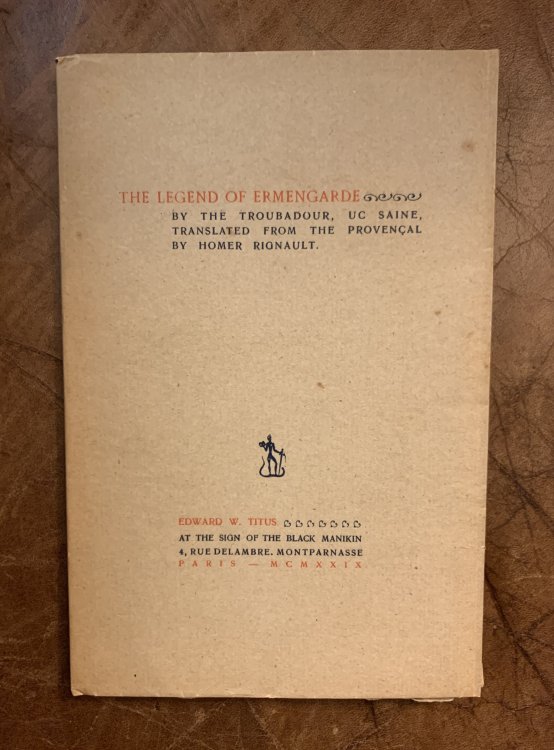 THE LEGEND OF ERMENGARDE
BY THE TROUBADOUR, UC SAINE,
TRANSLATED FROM THE PROVENÇAL
BY HOMER RIGNAULT.
EDWARD W. TITUS
AT THE SIGN OF THE BLACK MANIKIN
4, RUE DELAMBRE. MONTPARNASSE
PARIS — MCMXXIX